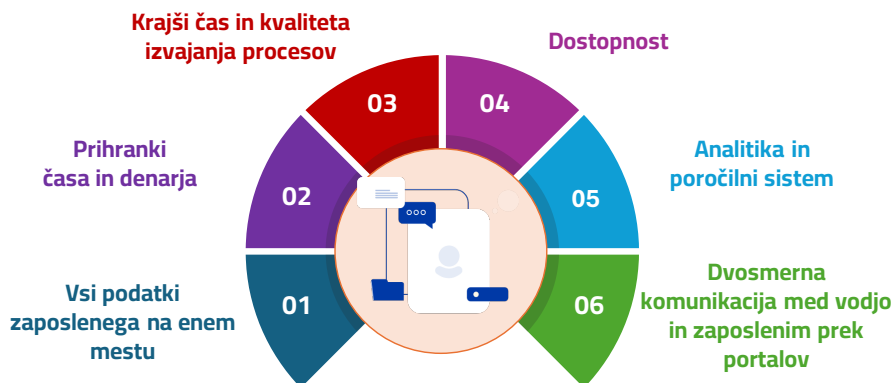 Krajši čas in kvaliteta
izvajanja procesov
Dostopnost
03
04
Prihranki
časa in denarja
02
Analitika in
poročilni sistem
05
Vsi podatki
zaposlenega na enem
mestu
01
Dvosmerna
komunikacija med vodjo
in zaposlenim prek
portalov
06